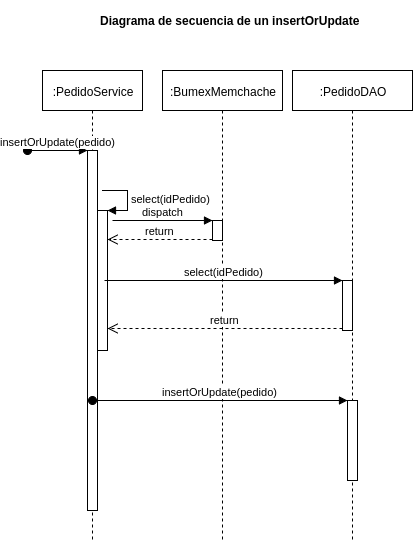 Diagrama de secuencia de un insertOrUpdate
:PedidoService
:BumexMemchache
:PedidoDAO
insertOrUpdate(pedido)
select(idPedido)
dispatch
return
select(idPedido)
return
insertOrUpdate(pedido)